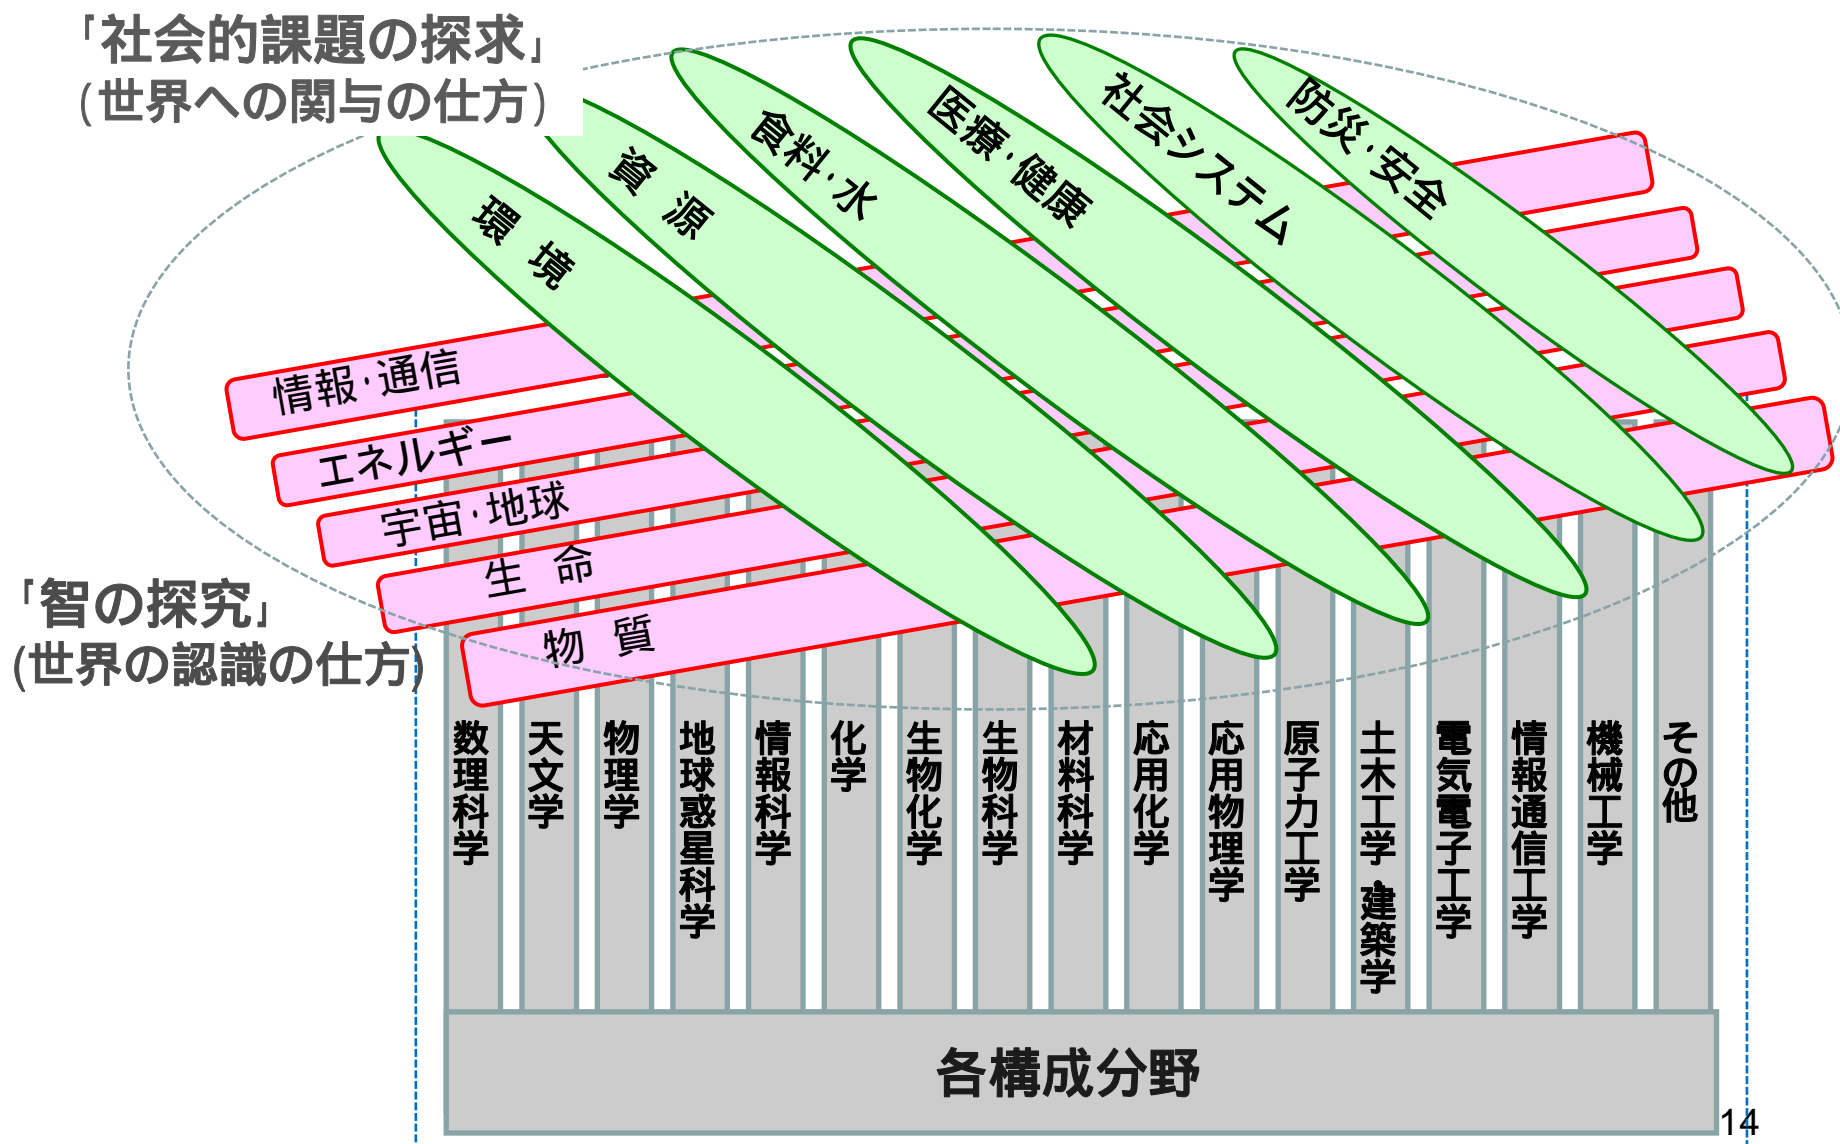 「社会的課題の探求」
(世界への関与の仕方)
環 境
資 源
食料・水
医療・健康
社会システム
防災・安全
情報・通信
エネルギー
宇宙・地球
生 命
物 質
「智の探究」
(世界の認識の仕方)
数理科学
天文学
物理学
地球惑星科学
情報科学
化学
生物化学
生物科学
材料科学
応用化学
応用物理学
原子力工学
土木工学・建築学
電気電子工学
情報通信工学
機械工学
その他
各構成分野
14